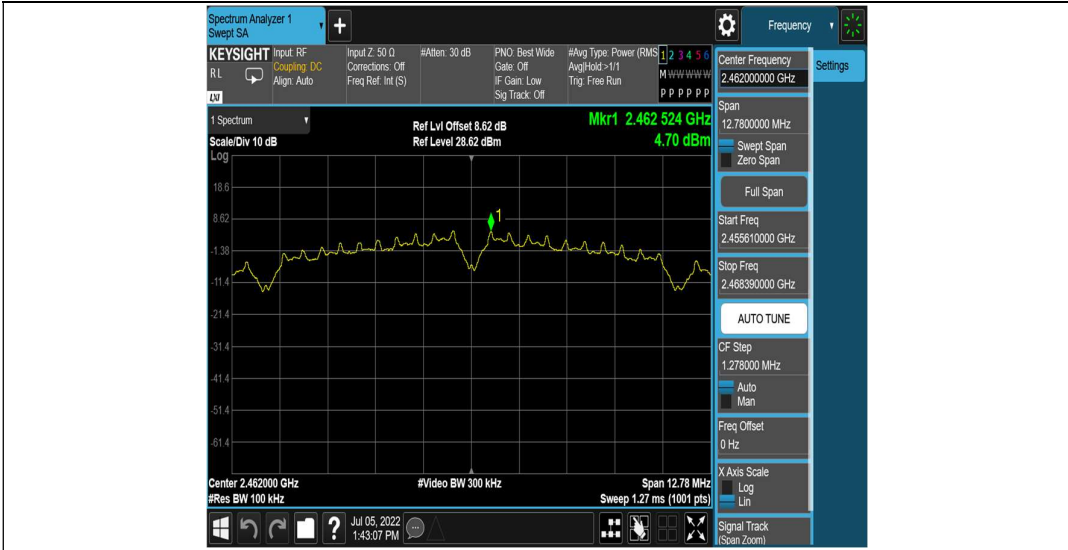 Spectrum Analyzer 1
Swept SA
Frequency
KEYSIGHT
RL
LXI
Input: RF
Coupling: DC
Align: Auto
Input Z: 50 Ω
Corrections: Off
Freq Ref: Int (S)
#Atten: 30 dB
PNO: Best Wide
Gate: Off
IF Gain: Low
Sig Track: Off
#Avg Type: Power (RMS
Avg|Hold:>1/1
Trig: Free Run
1 2 3 4 5 6
M W W W W W
P P P P P P
1 Spectrum
Scale/Div 10 dB
Ref Lvl Offset 8.62 dB
Ref Level 28.62 dBm
Mkr1 2.462 524 GHz
4.70 dBm
Log
18.6
8.62
-1.38
-11.4
-21.4
-31.4
-41.4
-51.4
-61.4
1
Center 2.462000 GHz
#Res BW 100 kHz
#Video BW 300 kHz
Span 12.78 MHz
Sweep 1.27 ms (1001 pts)
Center Frequency
2.462000000 GHz
Settings
Span
12.7800000 MHz
Swept Span
Zero Span
Full Span
Start Freq
2.455610000 GHz
Stop Freq
2.468390000 GHz
AUTO TUNE
CF Step
1.278000 MHz
Auto
Man
Freq Offset
0 Hz
X Axis Scale
Log
Lin
Signal Track
(Span Zoom)
?
Jul 05, 2022
1:43:07 PM